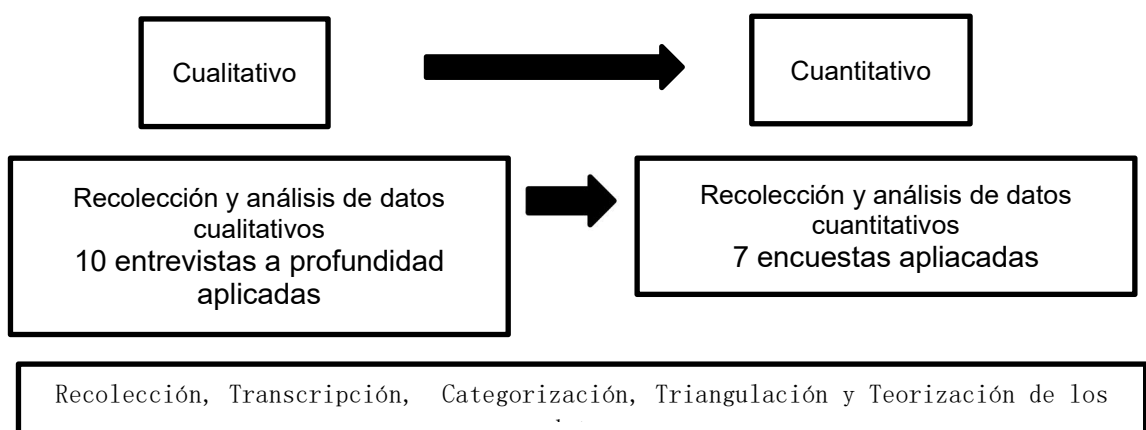 Cualitativo
Cuantitativo
Recolección y análisis de datos
cualitativos
10 entrevistas a profundidad
aplicadas
Recolección y análisis de datos
cuantitativos
7 encuestas apliacadas
Recolección, Transcripción, Categorización, Triangulación y Teorización de los